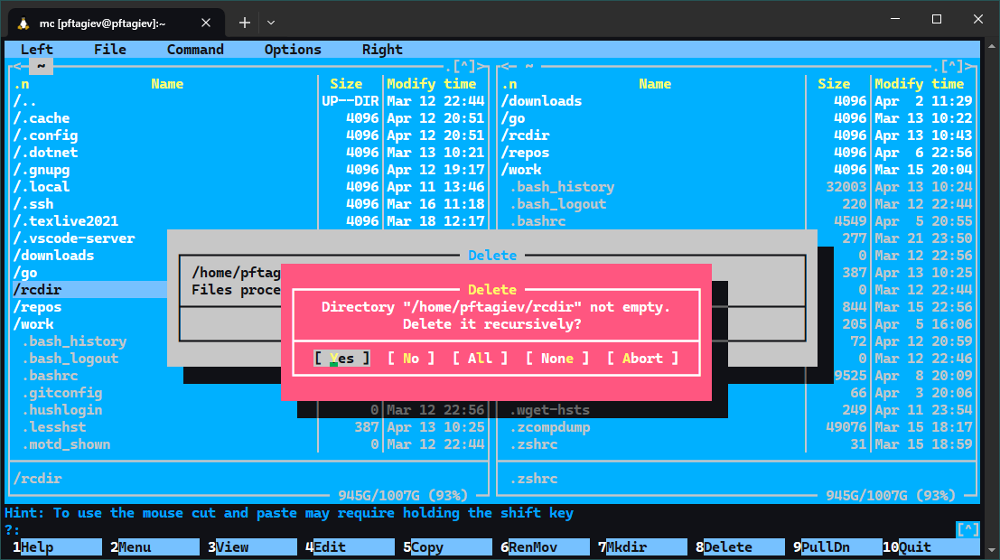 mc [pftagiev@pftagiev]:~
Left File Command Options Right
<─ ~ ─ .[^]> <─ ~ ─ .[^]>
.n Name Size Modify time .n Name Size Modify time
/.. UP--DIR Mar 12 22:44 /downloads 4096 Apr 2 11:29
/.cache 4096 Apr 12 20:51 /go 4096 Mar 13 10:22
/.config 4096 Apr 12 20:51 /rcdir 4096 Apr 13 10:43
/.dotnet 4096 Mar 13 10:21 /repos 4096 Apr 6 22:56
/.gnupg 4096 Apr 12 19:17 /work 4096 Mar 15 20:04
/.local 4096 Apr 11 13:46 .bash_history 32003 Apr 13 10:24
/.ssh 4096 Mar 16 11:18 .bash_logout 220 Mar 12 22:44
/.texlive2021 4096 Mar 18 12:17 .bashrc 4549 Apr 5 20:55
/.vscode-server 277 Mar 21 23:50
/downloads Delete 0 Mar 12 22:56
/go /home/pftag 387 Apr 13 10:25
/rcdir Files proce Delete 0 Mar 12 22:44
/repos Directory "/home/pftagiev/rcdir" not empty. 844 Mar 15 22:56
/work Delete it recursively? 205 Apr 5 16:06
.bash_history 72 Apr 12 20:59
.bash_logout [ Yes ] [ No ] [ All ] [ None ] [ Abort ] 0 Mar 12 22:46
.bashrc 9525 Apr 8 20:09
.gitconfig 66 Apr 3 20:06
.hushlogin 0 Mar 12 22:56 .wget-hsts 249 Apr 11 23:54
.lesshst 387 Apr 13 10:25 .zcompdump 49076 Mar 15 18:17
.motd_shown 0 Mar 12 22:44 .zshrc 31 Mar 15 18:59
/rcdir .zshrc
945G/1007G (93%) 945G/1007G (93%)
Hint: To use the mouse cut and paste may require holding the shift key
?: [^]
1Help 2Menu 3View 4Edit 5Copy 6RenMov 7Mkdir 8Delete 9PullDn 10Quit